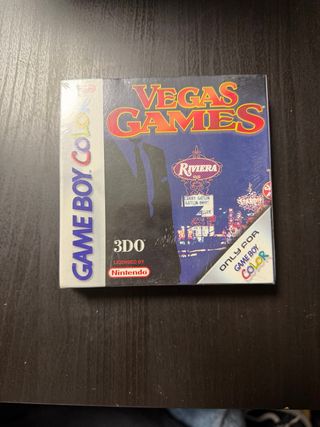 GAME BOY COLOR
VEGAS
GAMES
RIVIERA
3DO
LICENSED BY
Nintendo
ONLY FOR
GAME BOY
COLOR